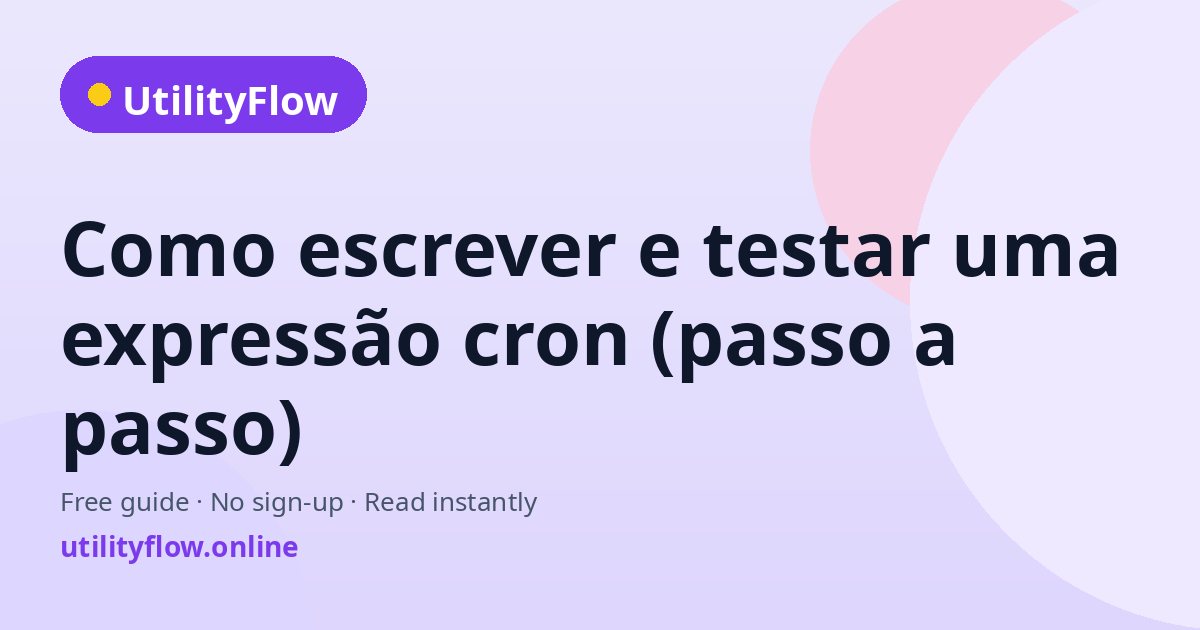 UtilityFlow
Como escrever e testar uma
expressão cron (passo a
passo)
Free guide · No sign-up · Read instantly
utilityflow.online